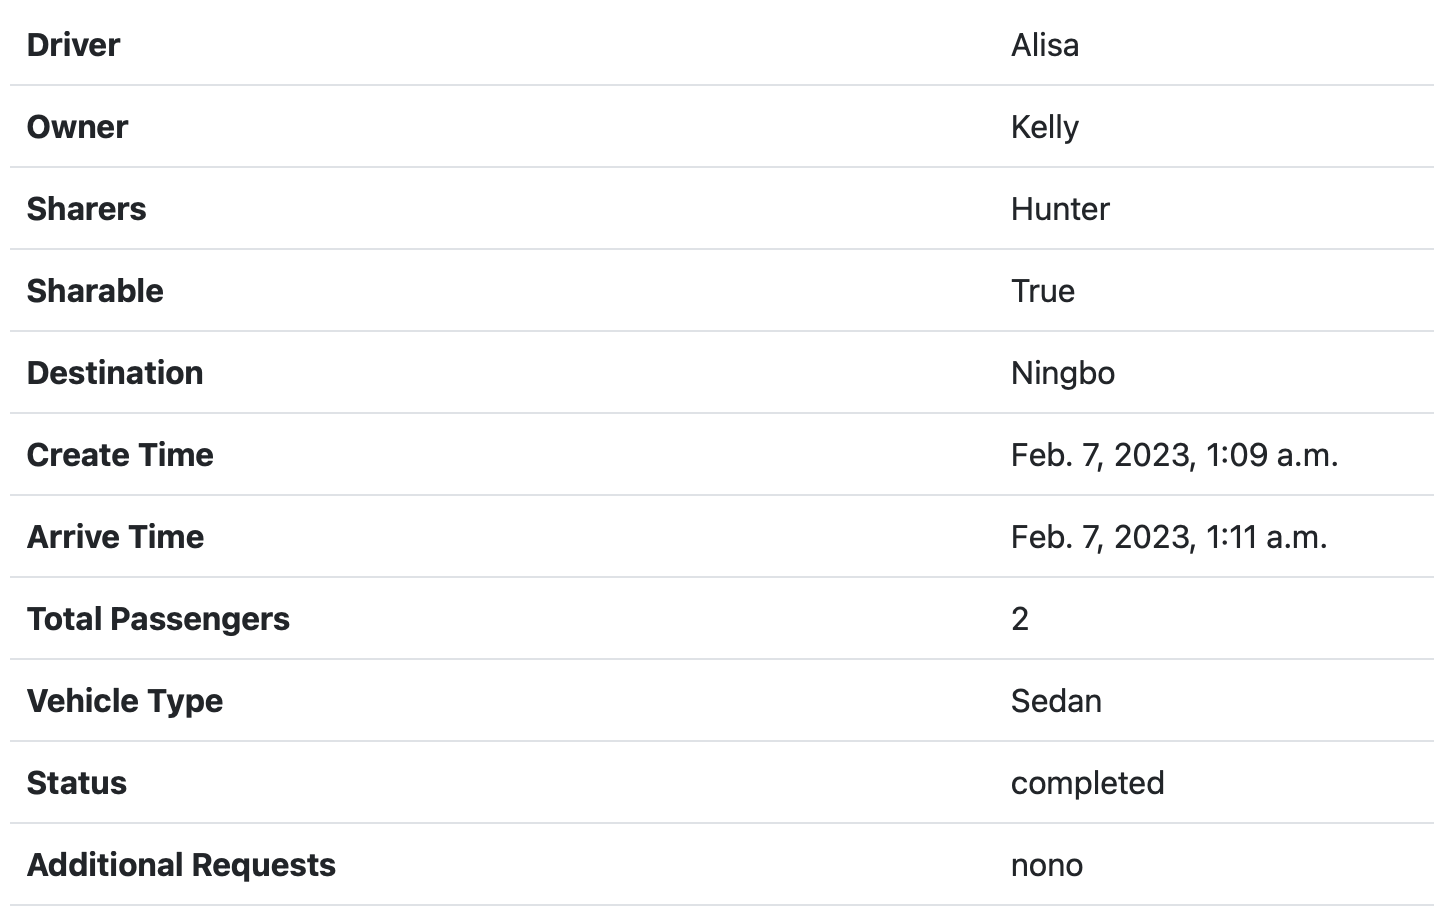 Driver Alisa
Owner Kelly
Sharers Hunter
Sharable True
Destination Ningbo
Create Time Feb. 7, 2023, 1:09 a.m.
Arrive Time Feb. 7, 2023, 1:11 a.m.
Total Passengers 2
Vehicle Type Sedan
Status completed
Additional Requests nono